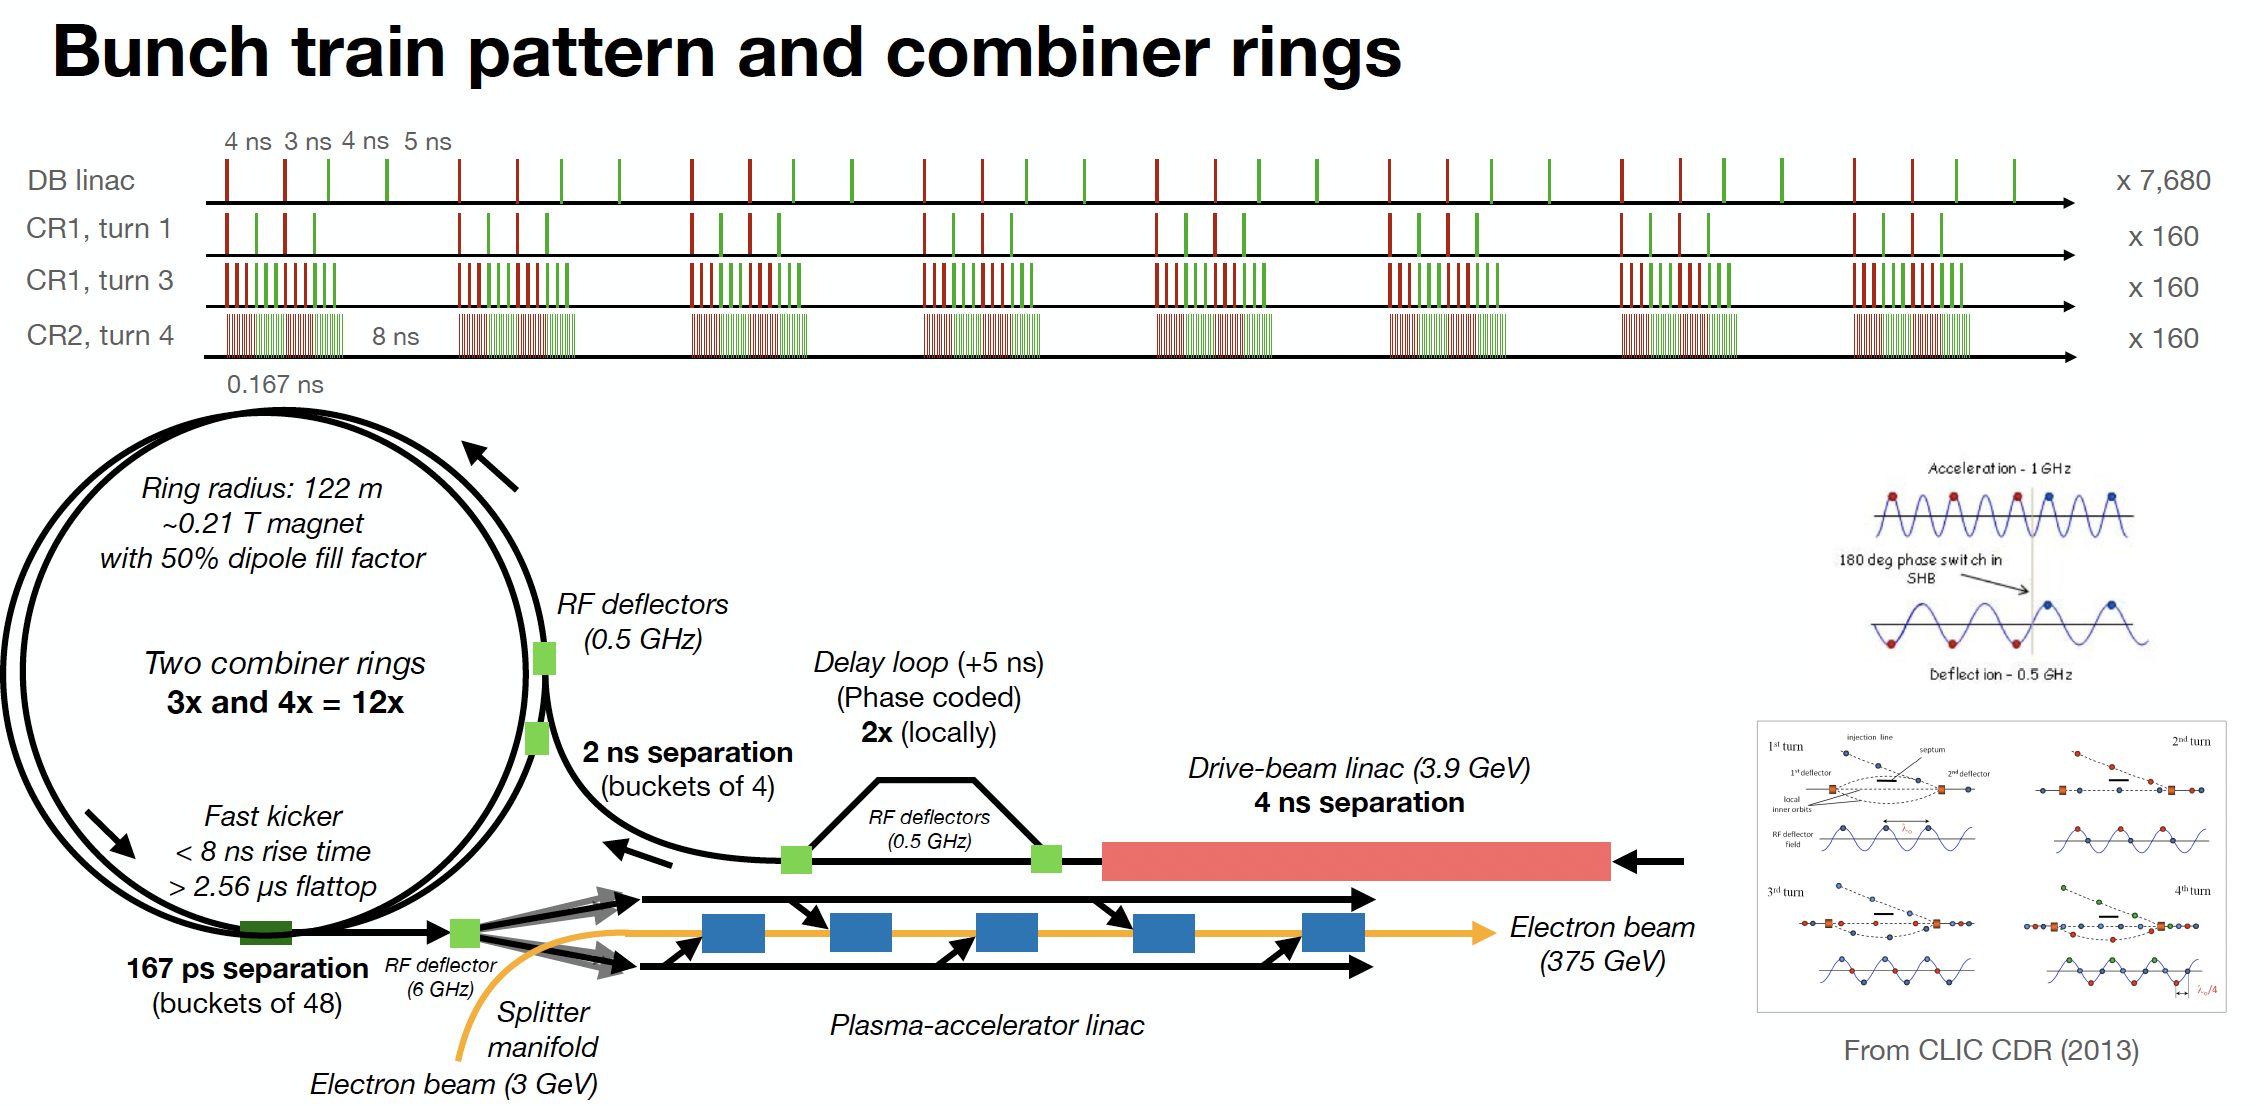 Bunch train pattern and combiner rings
4 ns 3 ns 4 ns 5 ns
DB linac
x 7,680
CR1, turn 1
x 160
CR1, turn 3
x 160
CR2, turn 4
8 ns
x 160
0.167 ns
Ring radius: 122 m
~0.21 T magnet
with 50% dipole fill factor
Two combiner rings
3x and 4x = 12x
Fast kicker
< 8 ns rise time
> 2.56 µs flattop
RF deflectors
(0.5 GHz)
2 ns separation
(buckets of 4)
Delay loop (+5 ns)
(Phase coded)
2x (locally)
RF deflectors
(0.5 GHz)
Drive-beam linac (3.9 GeV)
4 ns separation
167 ps separation
(buckets of 48)
RF deflector
(6 GHz)
Splitter
manifold
Electron beam (3 GeV)
Plasma-accelerator linac
Electron beam
(375 GeV)
Acceleration - 1 GHz
180 deg phase switch in
SHB
Deflection - 0.5 GHz
1st turn
injection line
septum
1st deflector
2nd deflector
local
inner orbits
RF deflector
field
λo
2nd turn
3rd turn
4th turn
λo/4
From CLIC CDR (2013)